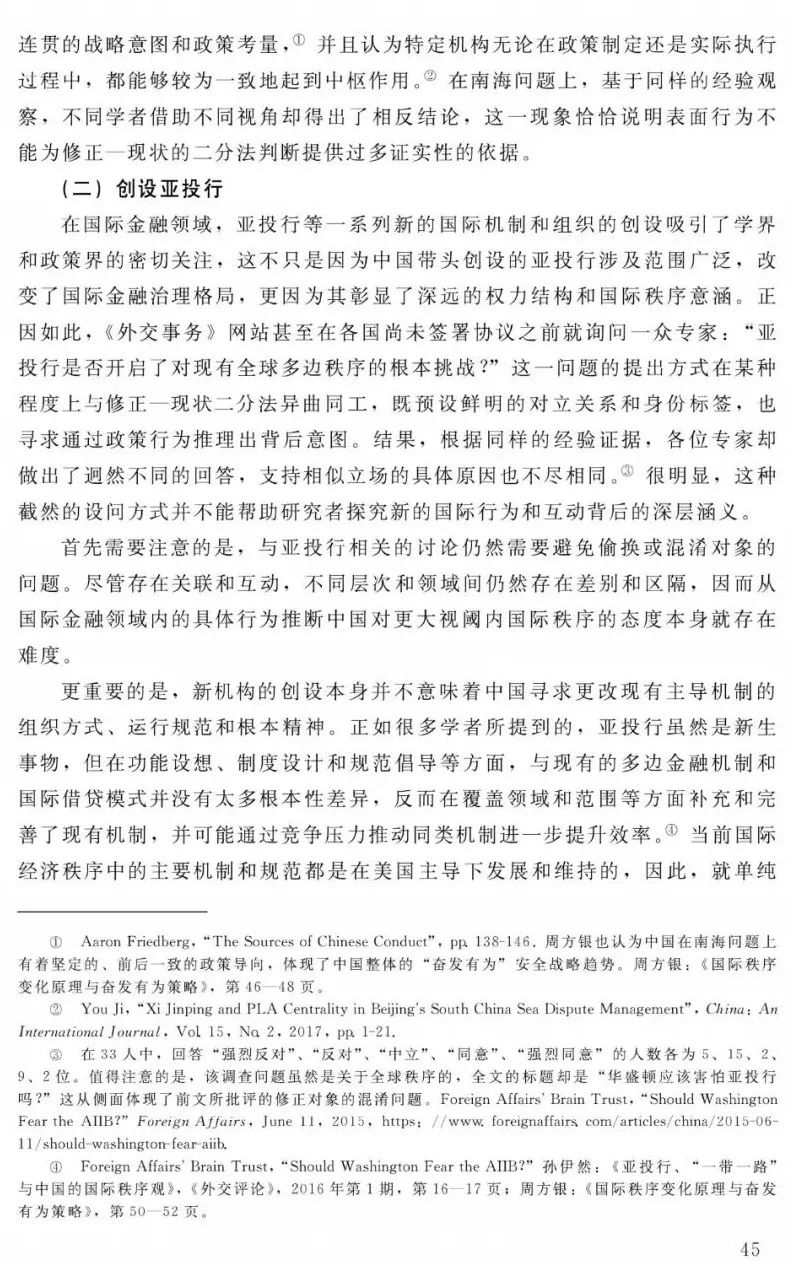 连贯的战略意图和政策考量,① 并且认为特定机构无论在政策制定还是实际执行
过程中，都能够较为一致地起到中枢作用。② 在南海问题上，基于同样的经验观
察，不同学者借助不同视角却得出了相反结论，这一现象恰恰说明表面行为不
能为修正—现状的二分法判断提供过多证实性的依据。
（二）创设亚投行
在国际金融领域，亚投行等一系列新的国际机制和组织的创设吸引了学界
和政策界的密切关注，这不只是因为中国带头创设的亚投行涉及范围广泛，改
变了国际金融治理格局，更因为其彰显了深远的权力结构和国际秩序意涵。正
因如此，《外交事务》网站甚至在各国尚未签署协议之前就询问一众专家：“亚
投行是否开启了对现有全球多边秩序的根本挑战？”这一问题的提出方式在某种
程度上与修正—现状二分法异曲同工，既预设鲜明的对立关系和身份标签，也
寻求通过政策行为推理出背后意图。结果，根据同样的经验证据，各位专家却
做出了迥然不同的回答，支持相似立场的具体原因也不尽相同。③ 很明显，这种
截然的设问方式并不能帮助研究者探究新的国际行为和互动背后的深层涵义。
首先需要注意的是，与亚投行相关的讨论仍然需要避免偷换或混淆对象的
问题。尽管存在关联和互动，不同层次和领域间仍然存在差别和区隔，因而从
国际金融领域内的具体行为推断中国对更大视阈内国际秩序的态度本身就存在
难度。
更重要的是，新机构的创设本身并不意味着中国寻求更改现有主导机制的
组织方式、运行规范和根本精神。正如很多学者所提到的，亚投行虽然是新生
事物，但在功能设想、制度设计和规范倡导等方面，与现有的多边金融机制和
国际借贷模式并没有太多根本性差异，反而在覆盖领域和范围等方面补充和完
善了现有机制，并可能通过竞争压力推动同类机制进一步提升效率。④ 当前国际
经济秩序中的主要机制和规范都是在美国主导下发展和维持的，因此，就单纯
① Aaron Friedberg, “The Sources of Chinese Conduct”, pp. 138-146. 周方银也认为中国在南海问题上
有着坚定的、前后一致的政策导向，体现了中国整体的“奋发有为”安全战略趋势。周方银：《国际秩序
变化原理与奋发有为策略》，第 46—48 页。
② You Ji, “Xi Jinping and PLA Centrality in Beijing's South China Sea Dispute Management”, China: An
International Journal, Vol. 15, No. 2, 2017, pp. 1-21.
③ 在 33 人中，回答“强烈反对”、“反对”、“中立”、“同意”、“强烈同意”的人数各为 5、15、2、
9、2 位。值得注意的是，该调查问题虽然是关于全球秩序的，全文的标题却是“华盛顿应该害怕亚投行
吗？”这从侧面体现了前文所批评的修正对象的混淆问题。Foreign Affairs' Brain Trust, “Should Washington
Fear the AIIB?” Foreign Affairs, June 11, 2015, https: //www. foreignaffairs. com/articles/china/2015-06-
11/should-washington-fear-aiib.
④ Foreign Affairs' Brain Trust, “Should Washington Fear the AIIB?” 孙伊然：《亚投行、“一带一路”
与中国的国际秩序观》，《外交评论》，2016 年第 1 期，第 16—17 页；周方银：《国际秩序变化原理与奋发
有为策略》，第 50—52 页。
45